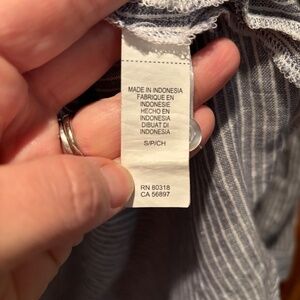 MADE IN INDONESIA
FABRIQUE EN
INDONESIE
HECHO EN
INDONESIA
DIBUAT DI
INDONESIA
S/P/CH
RN 80318
CA 56897